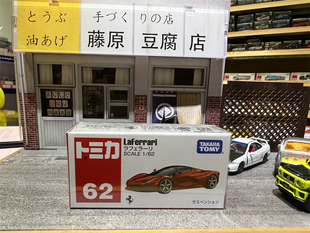 とうふ 手づくりの店
油あげ 藤原 豆腐 店
トミカ
62
LaFerrari
ラフェラーリ
SCALE 1/62
TAKARA TOMY
サスペンション